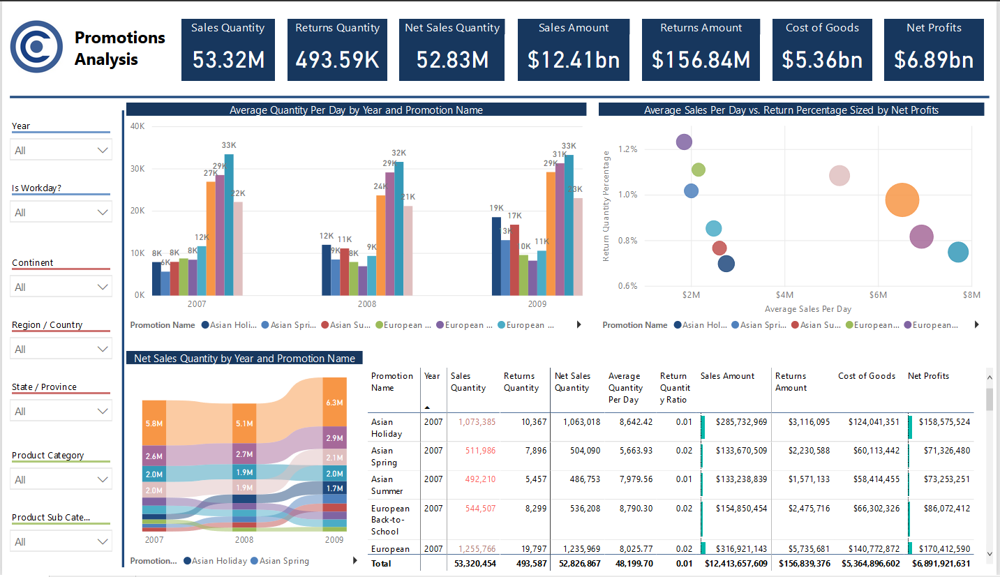 Promotions
Analysis
Sales Quantity
53.32M
Returns Quantity
493.59K
Net Sales Quantity
52.83M
Sales Amount
$12.41bn
Returns Amount
$156.84M
Cost of Goods
$5.36bn
Net Profits
$6.89bn
Year
All
Is Workday?
All
Continent
All
Region / Country
All
State / Province
All
Product Category
All
Product Sub Cate...
All
Average Quantity Per Day by Year and Promotion Name
40K
30K
20K
10K
0K
8K 6K 8K 8K 12K 27K 29K 33K 22K
12K 9K 11K 8K 9K 24K 29K 32K 21K
19K 13K 17K 0K 11K 29K 31K 33K 23K
2007 2008 2009
Promotion Name Asian Holi... Asian Spri... Asian Su... European ... European ... European ...
Average Sales Per Day vs. Return Percentage Sized by Net Profits
Return Quantity Percentage
1.2%
1.0%
0.8%
0.6%
$2M $4M $6M $8M
Average Sales Per Day
Promotion Name Asian Hol... Asian Spri... Asian Su... European... European...
Net Sales Quantity by Year and Promotion Name
5.8M
2.6M
2.0M
2.0M
5.1M
2.7M
1.9M
1.9M
6.3M
2.9M
2.1M
2.0M
1.7M
2007 2008 2009
Promotion... Asian Holiday Asian Spring
Promotion Name Year Sales Quantity Returns Quantity Net Sales Quantity Average Quantity Per Day Return Quantit y Ratio Sales Amount Returns Amount Cost of Goods Net Profits
Asian Holiday 2007 1,073,385 10,367 1,063,018 8,642.42 0.01 $285,732,969 $3,116,095 $124,041,351 $158,575,524
Asian Spring 2007 511,986 7,896 504,090 5,663.93 0.02 $133,670,509 $2,230,588 $60,113,442 $71,326,480
Asian Summer 2007 492,210 5,457 486,753 7,979.56 0.01 $133,238,839 $1,571,133 $58,414,455 $73,253,251
European Back-to-School 2007 544,507 8,299 536,208 8,790.30 0.02 $154,850,454 $2,475,716 $66,302,326 $86,072,412
European 2007 1,255,766 19,797 1,235,969 8,025.77 0.02 $316,921,143 $5,735,681 $140,772,872 $170,412,590
Total 53,320,454 493,587 52,826,867 48,199.70 0.01 $12,413,657,609 $156,839,376 $5,364,896,602 $6,891,921,631